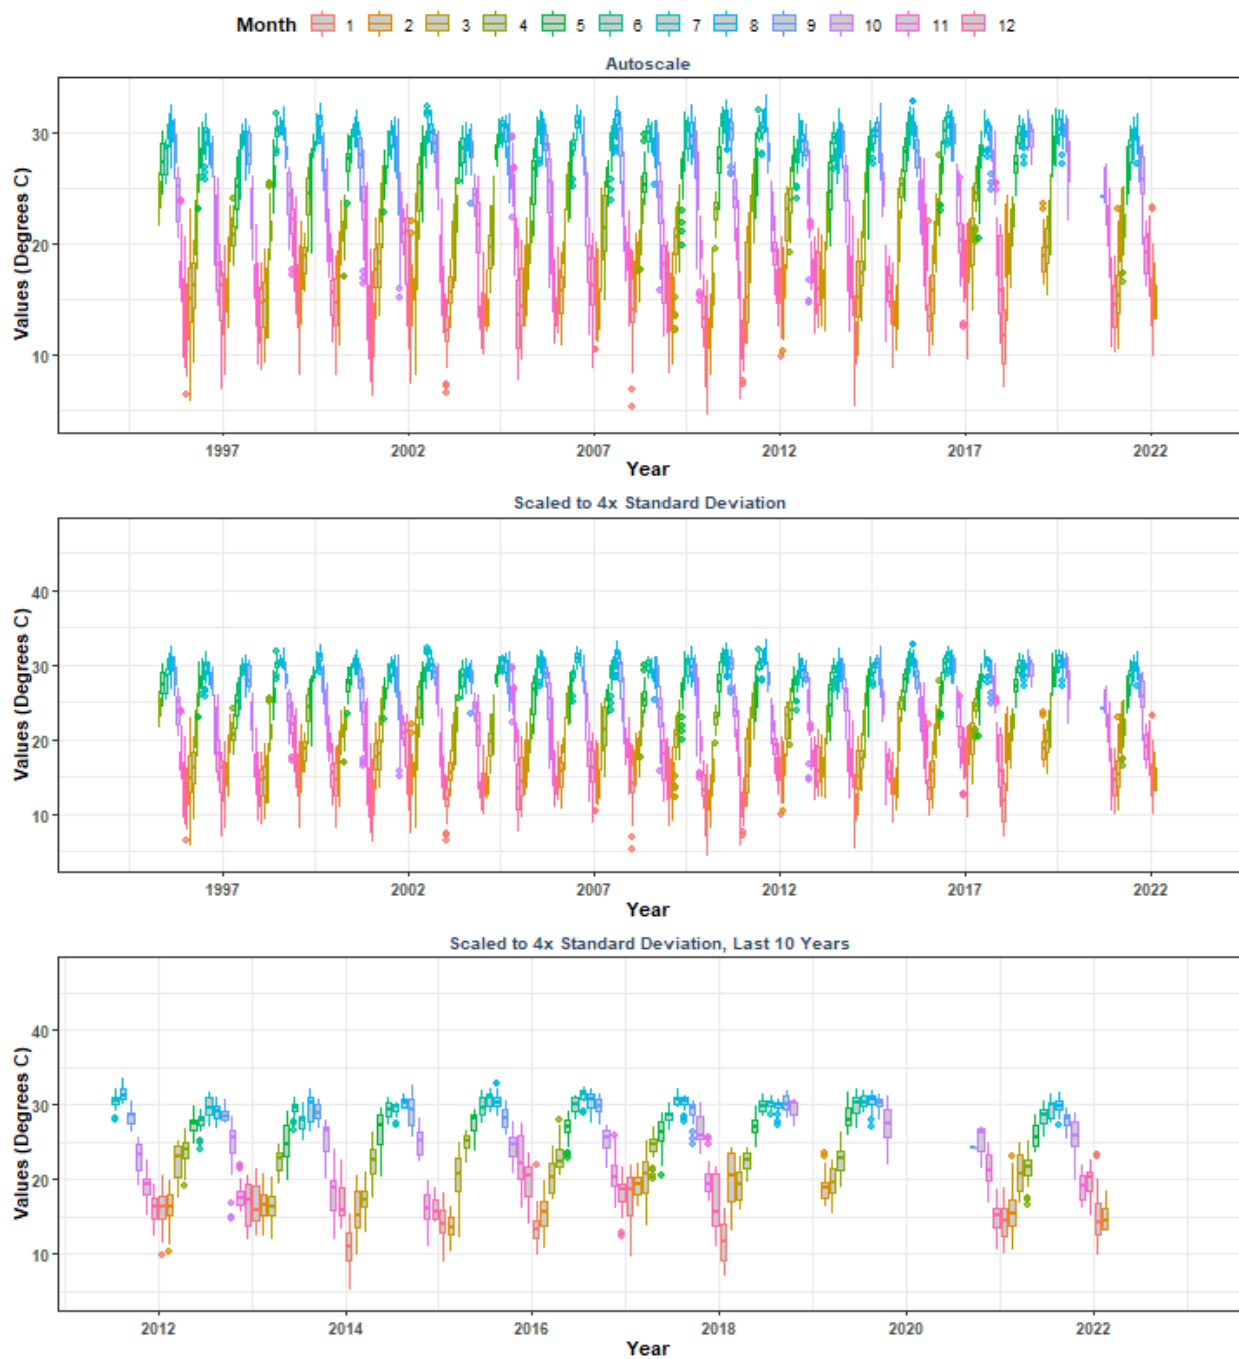 Month 1 2 3 4 5 6 7 8 9 10 11 12
Autoscale
Values (Degrees C)
30
20
10
1997 2002 2007 2012 2017 2022
Year
Scaled to 4x Standard Deviation
Values (Degrees C)
40
30
20
10
1997 2002 2007 2012 2017 2022
Year
Scaled to 4x Standard Deviation, Last 10 Years
Values (Degrees C)
40
30
20
10
2012 2014 2016 2018 2020 2022
Year